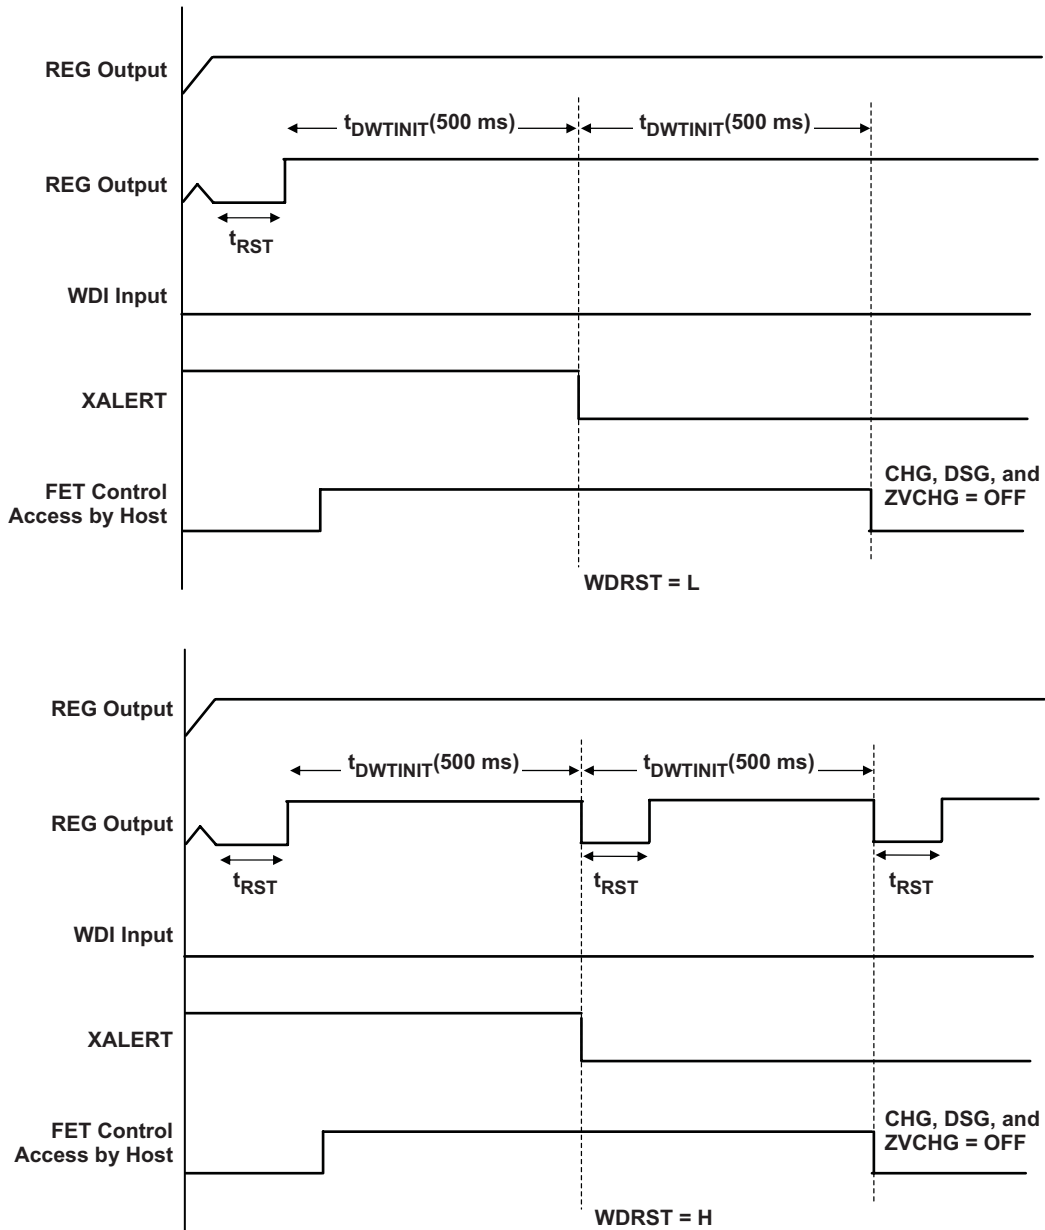 REG Output
tDWTINIT(500 ms) tDWTINIT(500 ms)
REG Output
tRST
WDI Input
XALERT
FET Control
Access by Host
CHG, DSG, and
ZVCHG = OFF
WDRST = L
REG Output
tDWTINIT(500 ms) tDWTINIT(500 ms)
REG Output
tRST tRST tRST
WDI Input
XALERT
FET Control
Access by Host
CHG, DSG, and
ZVCHG = OFF
WDRST = H